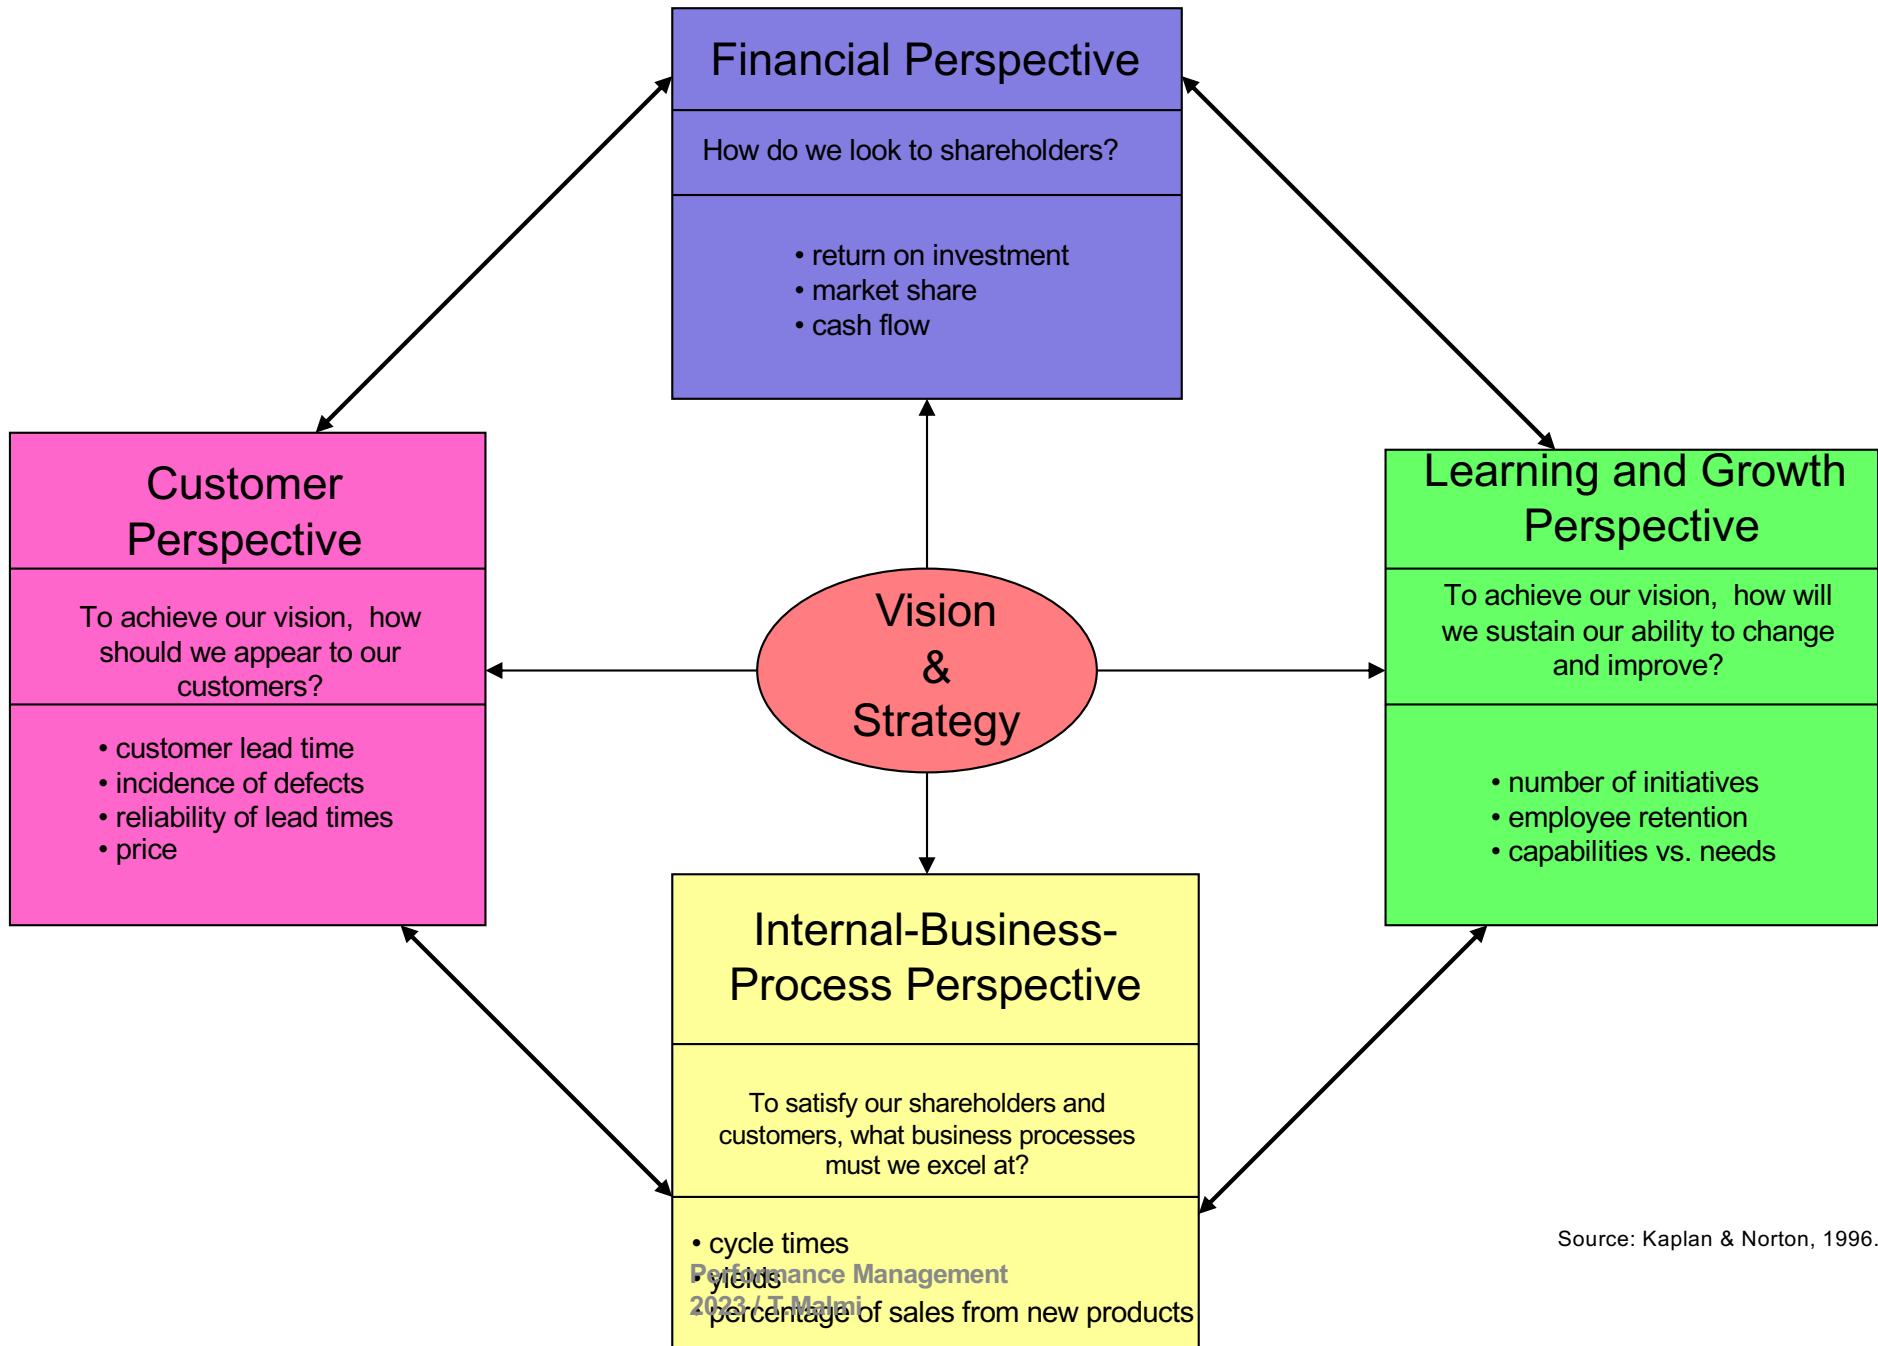 Financial Perspective
How do we look to shareholders?
• return on investment
• market share
• cash flow
Customer
Perspective
To achieve our vision, how
should we appear to our
customers?
• customer lead time
• incidence of defects
• reliability of lead times
• price
Vision
&
Strategy
Learning and Growth
Perspective
To achieve our vision, how will
we sustain our ability to change
and improve?
• number of initiatives
• employee retention
• capabilities vs. needs
Internal-Business-
Process Perspective
To satisfy our shareholders and
customers, what business processes
must we excel at?
• cycle times
• yields
• percentage of sales from new products
Performance Management
2023 / T.Malmi
Source: Kaplan & Norton, 1996.